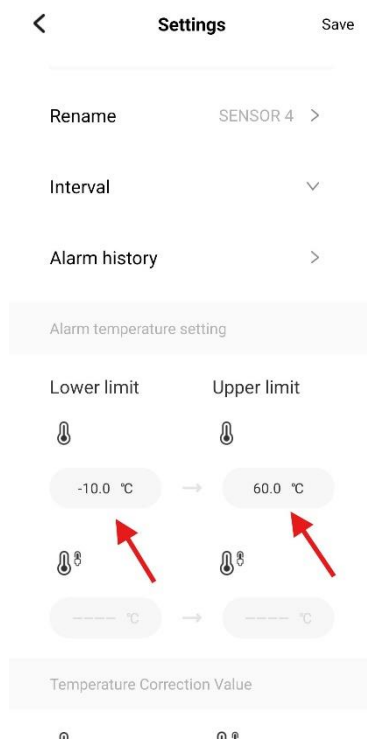 Settings Save
Rename SENSOR 4
Interval
Alarm history
Alarm temperature setting
Lower limit Upper limit
-10.0 ℃ 60.0 ℃
---- ℃ ---- ℃
Temperature Correction Value